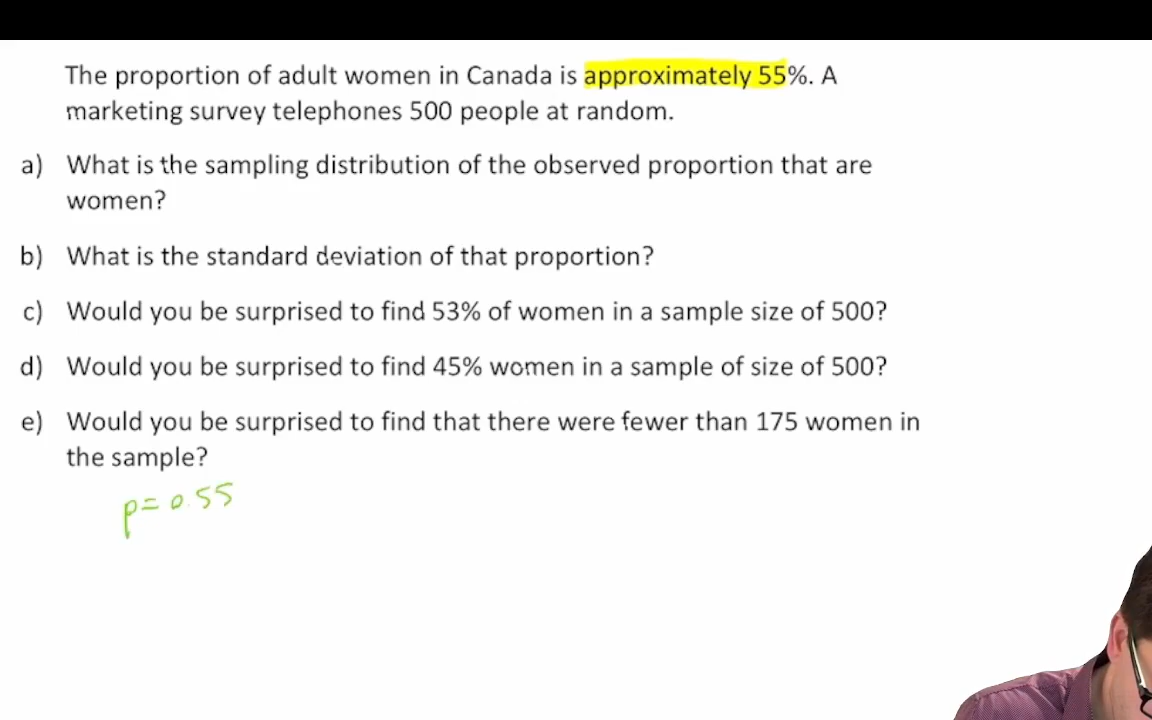 The proportion of adult women in Canada is approximately 55%. A
marketing survey telephones 500 people at random.
a) What is the sampling distribution of the observed proportion that are
women?
b) What is the standard deviation of that proportion?
c) Would you be surprised to find 53% of women in a sample size of 500?
d) Would you be surprised to find 45% women in a sample of size of 500?
e) Would you be surprised to find that there were fewer than 175 women in
the sample?
p= 0.55